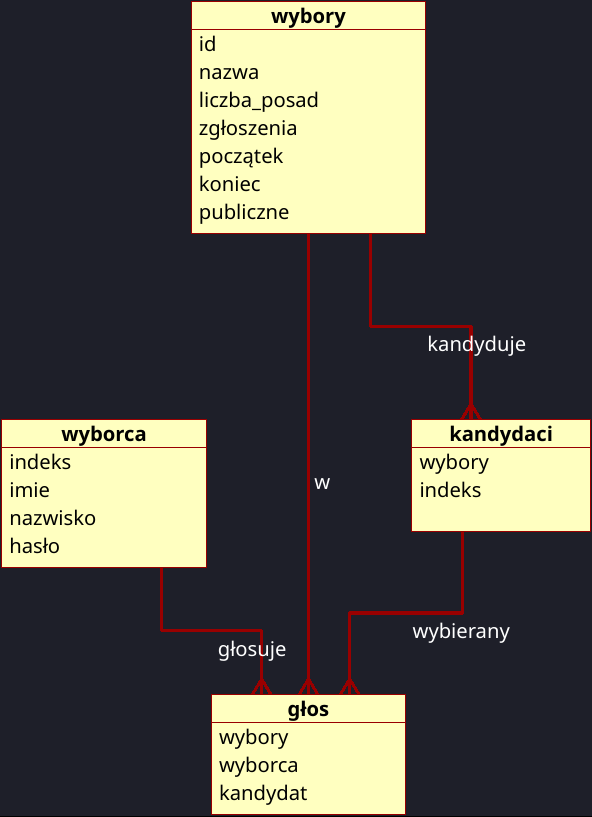 wybory
id
nazwa
liczba_posad
zgłoszenia
początek
koniec
publiczne
kandyduje
wyborca
indeks
imie
nazwisko
hasło
w
kandydaci
wybory
indeks
wybierany
głosuje
głos
wybory
wyborca
kandydat